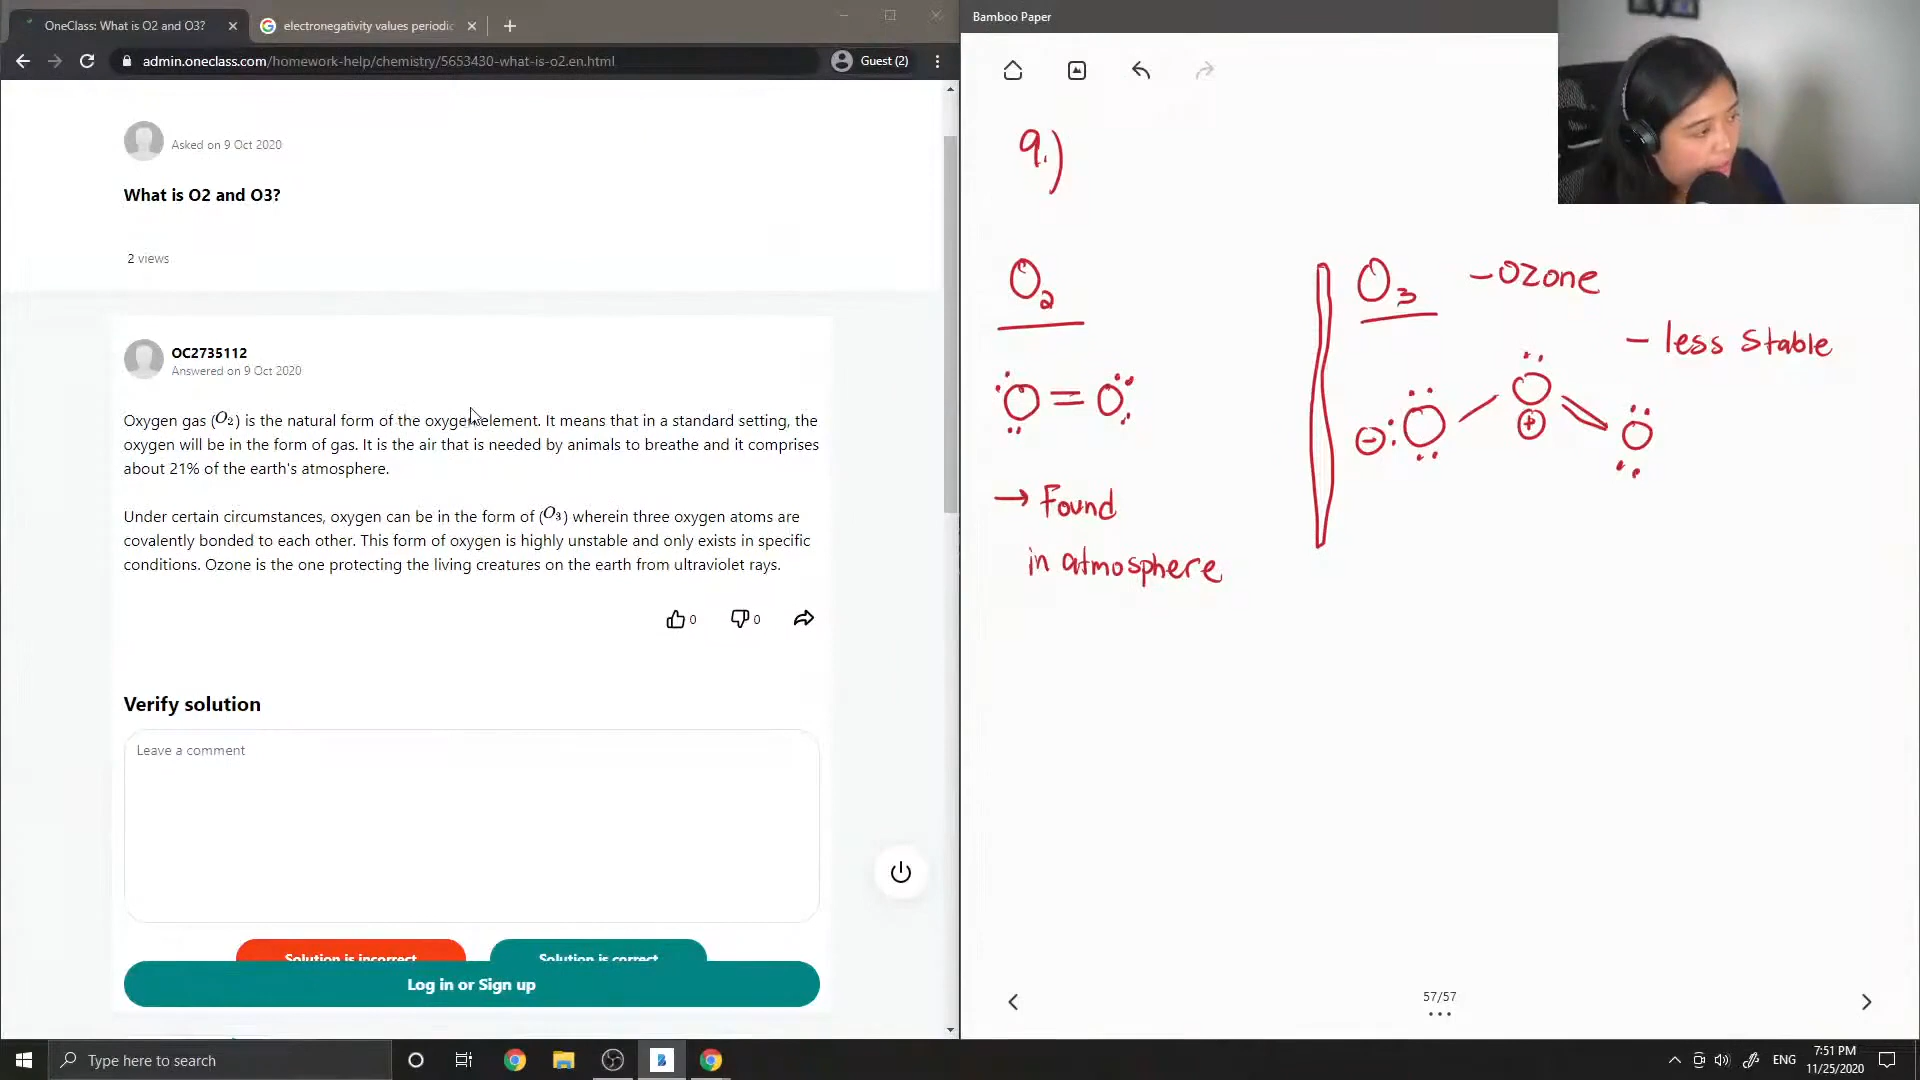 OneClass: What is O2 and O3?
electronegativity values periodic
admin.oneclass.com/homework-help/chemistry/5653430-what-is-o2.en.html
Guest (2)
Asked on 9 Oct 2020
What is O2 and O3?
2 views
OC2735112
Answered on 9 Oct 2020
Oxygen gas (O₂) is the natural form of the oxygen element. It means that in a standard setting, the
oxygen will be in the form of gas. It is the air that is needed by animals to breathe and it comprises
about 21% of the earth's atmosphere.
Under certain circumstances, oxygen can be in the form of (O₃) wherein three oxygen atoms are
covalently bonded to each other. This form of oxygen is highly unstable and only exists in specific
conditions. Ozone is the one protecting the living creatures on the earth from ultraviolet rays.
0
0
Verify solution
Leave a comment
Solution is incorrect
Solution is correct
Log in or Sign up
Bamboo Paper
9.)
O₂
O=O
→ Found
in atmosphere
O₃
- Ozone
- less stable
⊖ O - O ⊕ = O
57/57
Type here to search
B
ENG
7:51 PM
11/25/2020